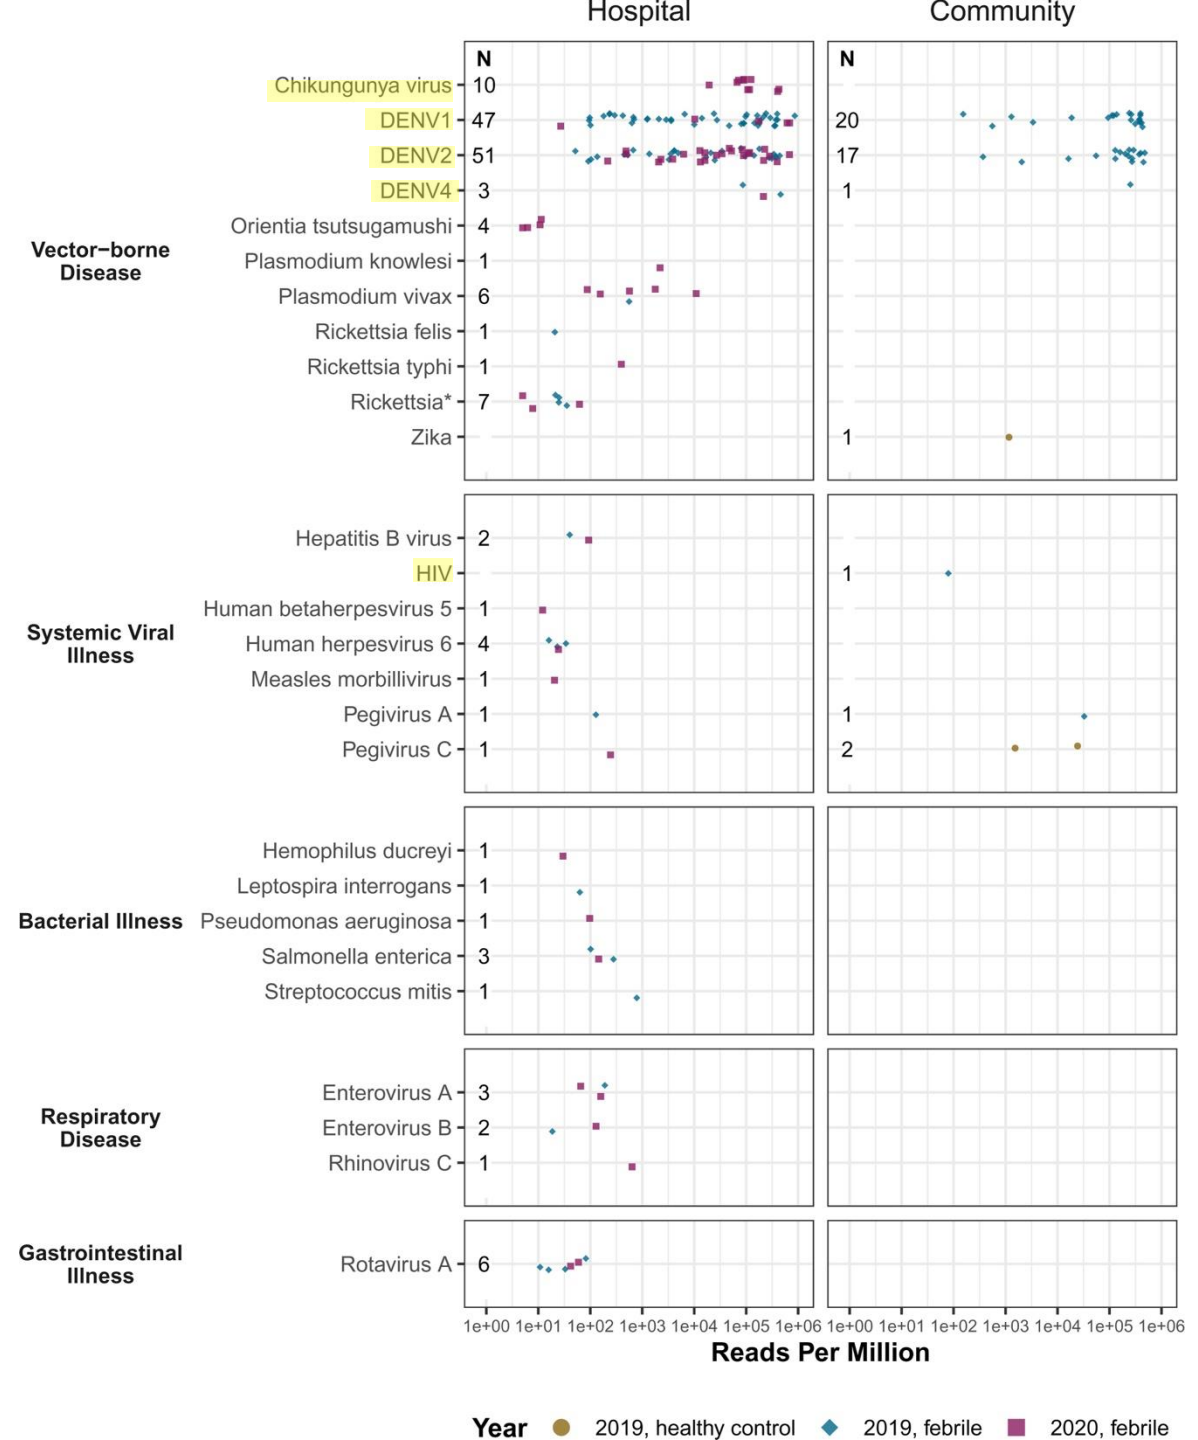 Hospital Community
N N
Chikungunya virus 10
DENV1 47 20
DENV2 51 17
DENV4 3 1
Orientia tsutsugamushi 4
Plasmodium knowlesi 1
Vector−borne
Disease
Plasmodium vivax 6
Rickettsia felis 1
Rickettsia typhi 1
Rickettsia* 7
Zika 1
Hepatitis B virus 2
HIV 1
Human betaherpesvirus 5 1
Systemic Viral
Illness
Human herpesvirus 6 4
Measles morbillivirus 1
Pegivirus A 1 1
Pegivirus C 1 2
Hemophilus ducreyi 1
Leptospira interrogans 1
Bacterial Illness
Pseudomonas aeruginosa 1
Salmonella enterica 3
Streptococcus mitis 1
Enterovirus A 3
Respiratory
Disease
Enterovirus B 2
Rhinovirus C 1
Gastrointestinal
Illness
Rotavirus A 6
1e+00 1e+01 1e+02 1e+03 1e+04 1e+05 1e+06 1e+00 1e+01 1e+02 1e+03 1e+04 1e+05 1e+06
Reads Per Million
Year 2019, healthy control 2019, febrile 2020, febrile